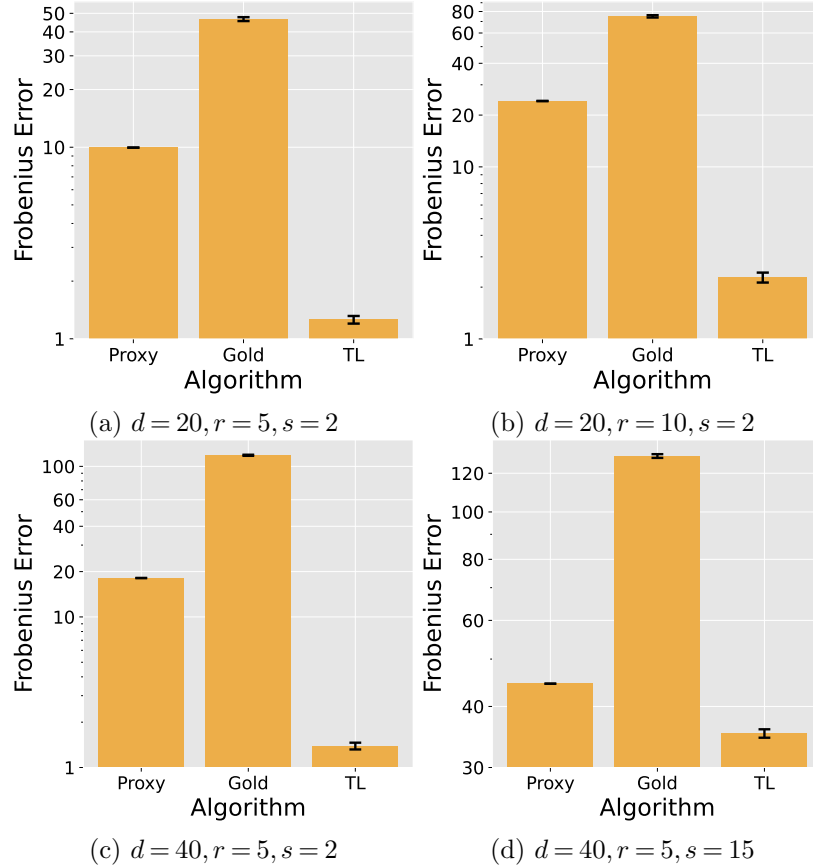 Frobenius Error
50
40
30
20
10
1
Proxy Gold TL
Algorithm
(a) d = 20, r = 5, s = 2
Frobenius Error
80
60
40
20
10
1
Proxy Gold TL
Algorithm
(b) d = 20, r = 10, s = 2
Frobenius Error
100
60
40
20
10
1
Proxy Gold TL
Algorithm
(c) d = 40, r = 5, s = 2
Frobenius Error
120
100
80
60
40
30
Proxy Gold TL
Algorithm
(d) d = 40, r = 5, s = 15